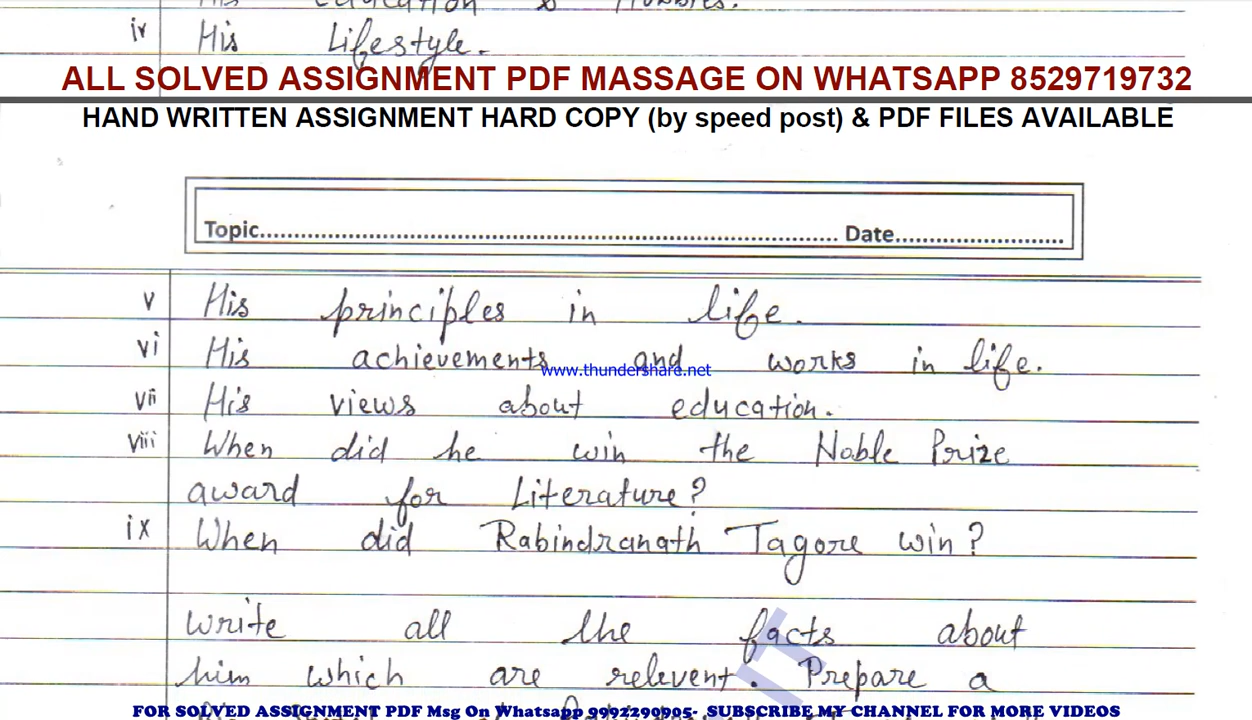 His Education & Hobbies.
iv His Lifestyle.
ALL SOLVED ASSIGNMENT PDF MASSAGE ON WHATSAPP 8529719732
HAND WRITTEN ASSIGNMENT HARD COPY (by speed post) & PDF FILES AVAILABLE
Topic.................................................................................... Date.........................
v His principles in life.
vi His achievements and works in life.
www.thundershare.net
vii His views about education.
viii When did he win the Noble Prize
award for Literature?
ix When did Rabindranath Tagore win?
Write all the facts about
him which are relevent. Prepare a
FOR SOLVED ASSIGNMENT PDF Msg On Whatsapp 9992290905- SUBSCRIBE MY CHANNEL FOR MORE VIDEOS